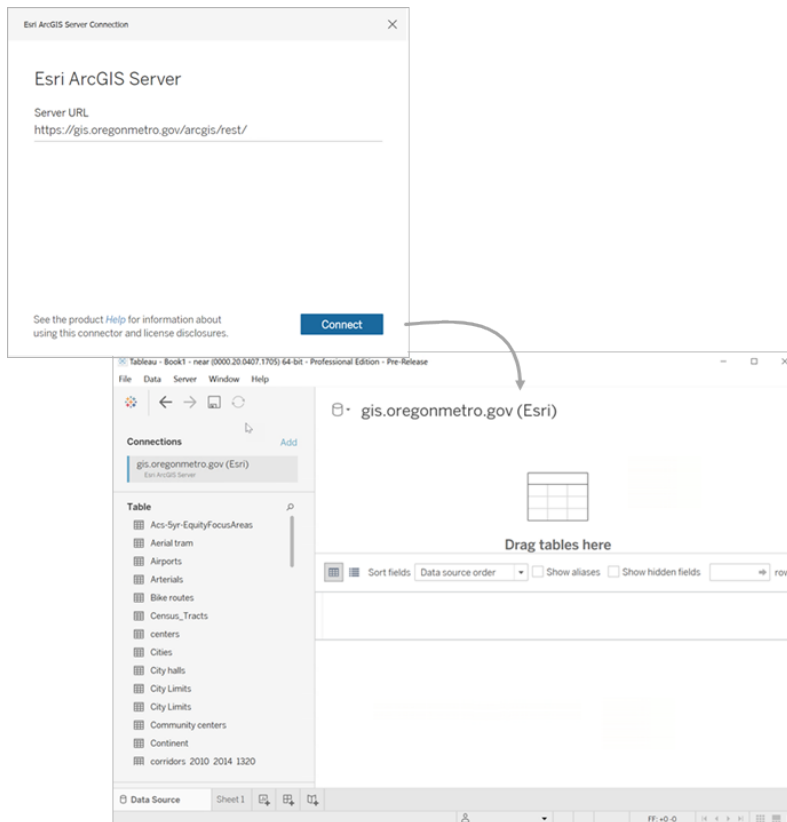 Esri ArcGIS Server Connection
Esri ArcGIS Server
Server URL
https://gis.oregonmetro.gov/arcgis/rest/
See the product Help for information about
using this connector and license disclosures.
Connect
Tableau - Book1 - near (0000.20.0407.1705) 64-bit - Professional Edition - Pre-Release
File Data Server Window Help
gis.oregonmetro.gov (Esri)
Connections Add
gis.oregonmetro.gov (Esri)
Esri ArcGIS Server
Table
Acs-5yr-EquityFocusAreas
Aerial tram
Airports
Arterials
Bike routes
Census_Tracts
centers
Cities
City halls
City Limits
City Limits
Community centers
Continent
corridors_2010_2014_1320
Drag tables here
Sort fields Data source order Show aliases Show hidden fields
Data Source Sheet 1
FF: +0 -0